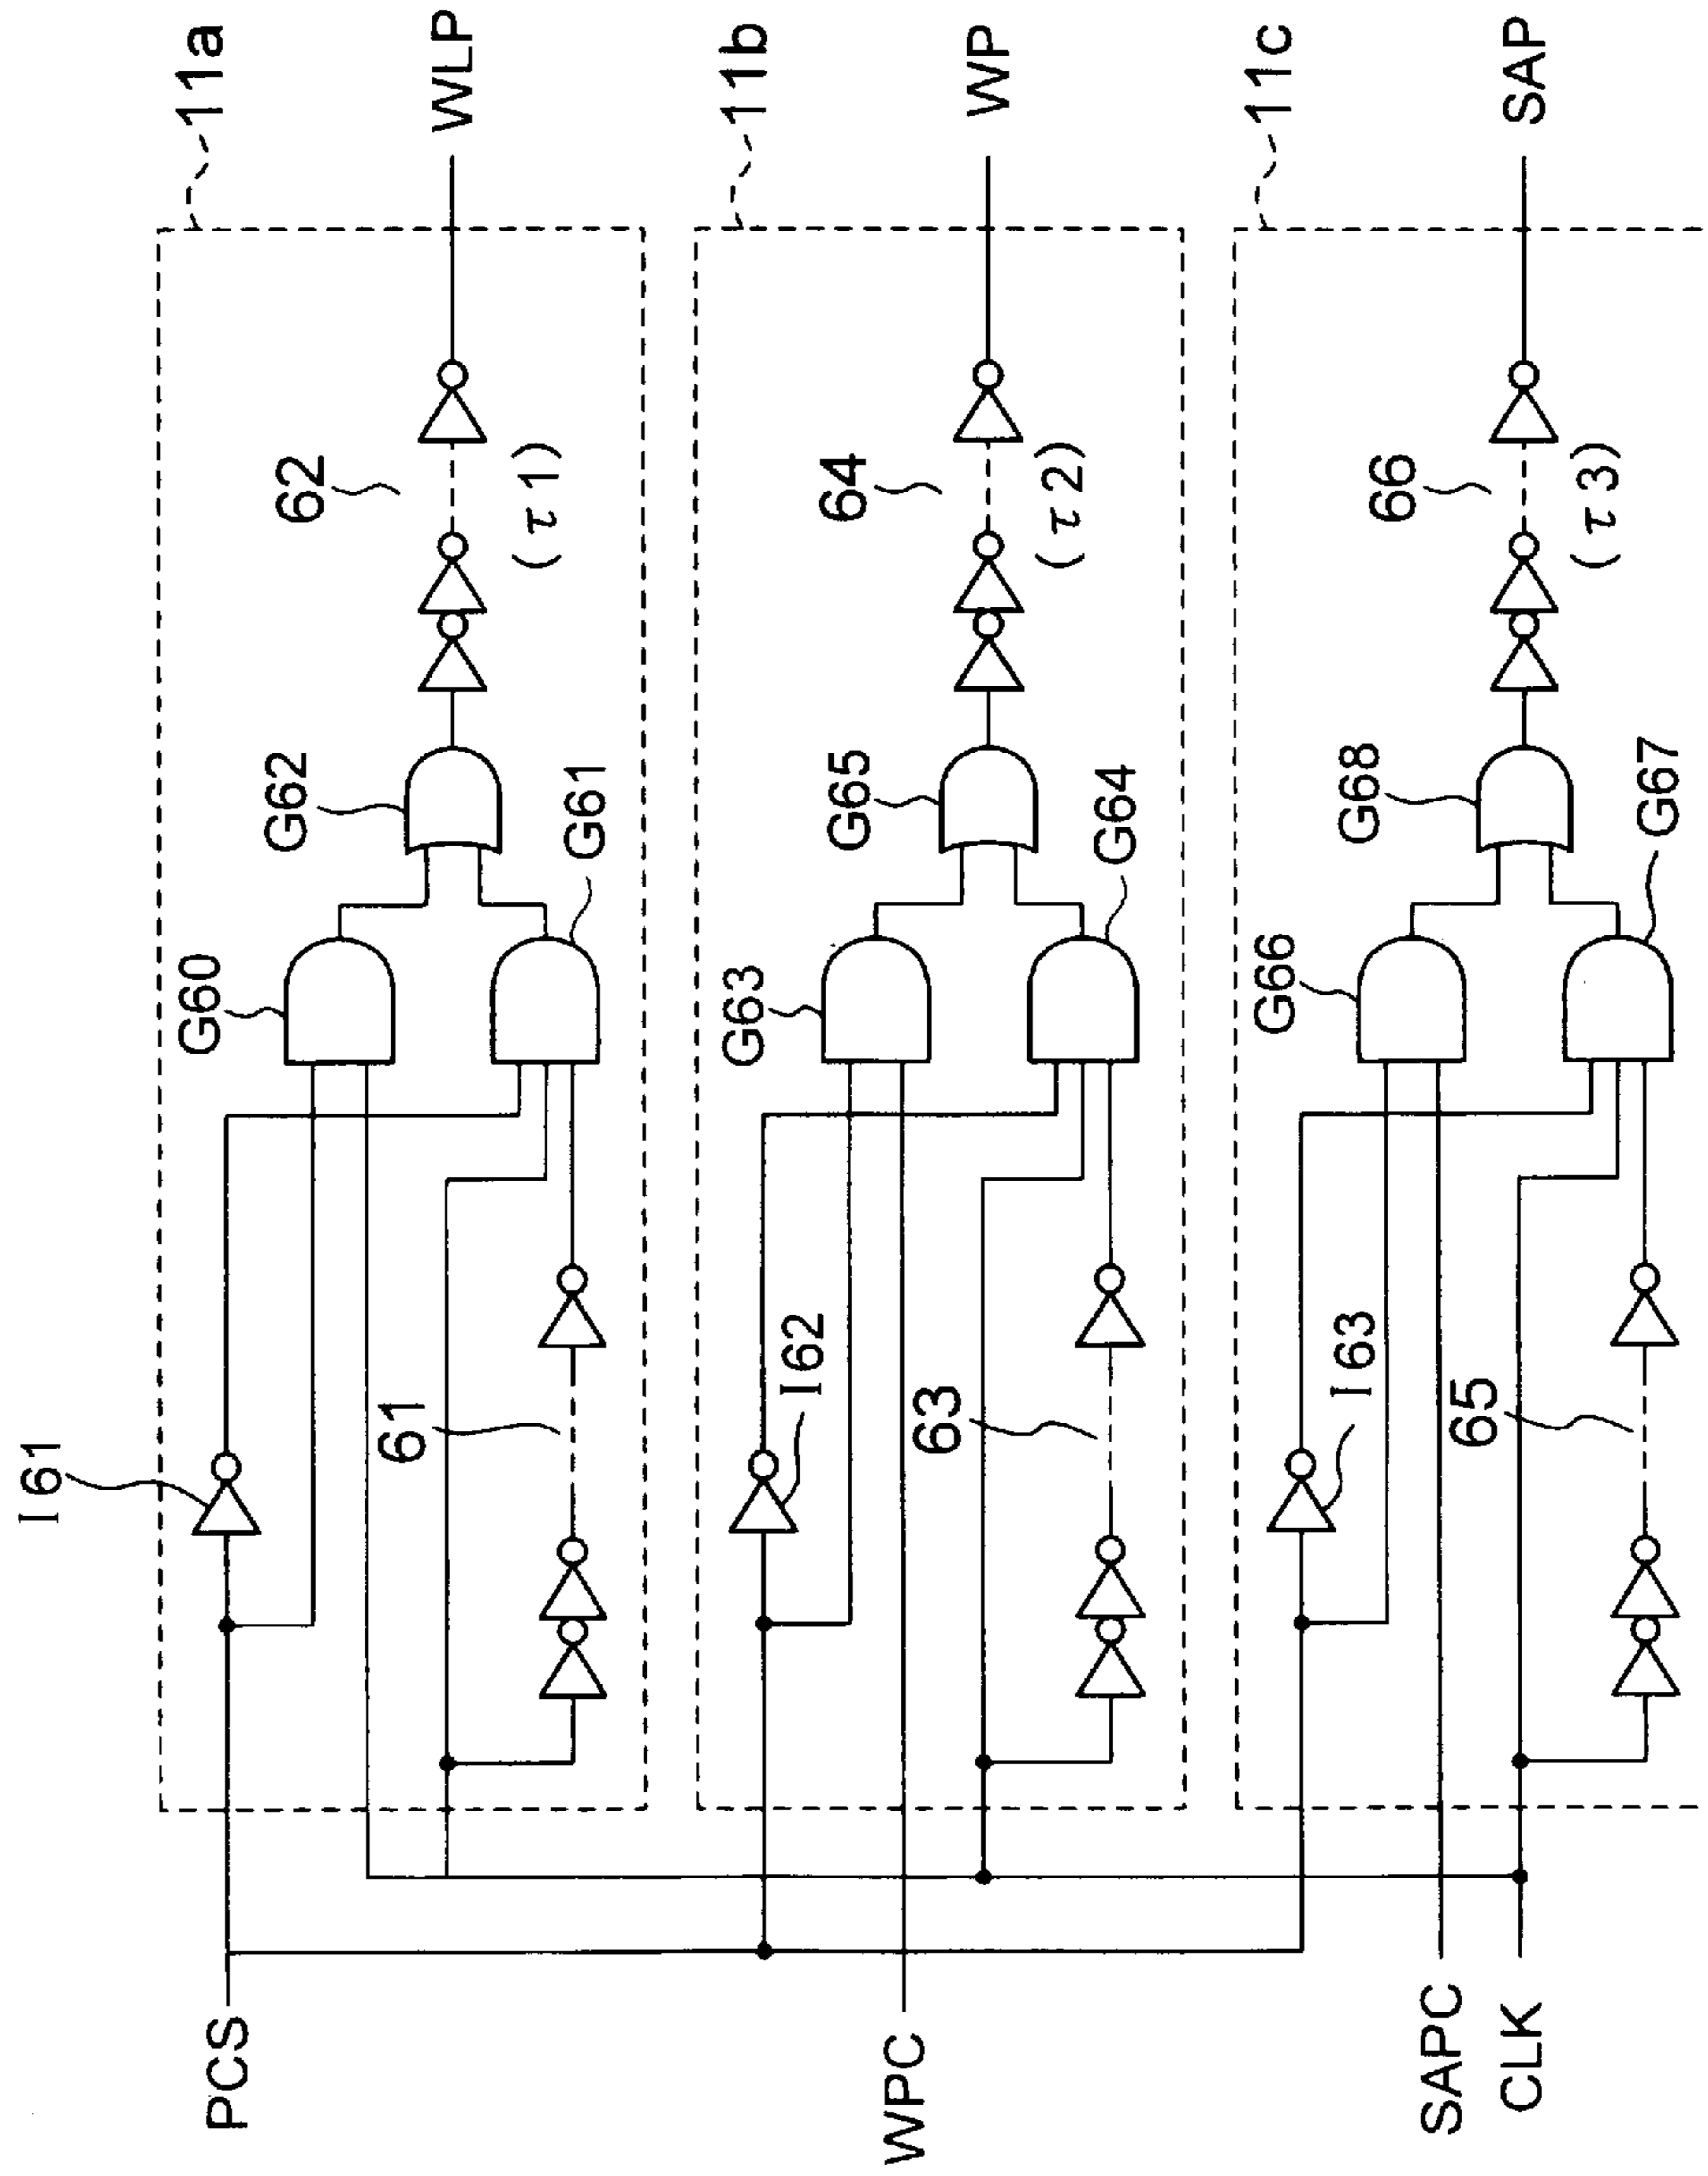 I61
11a
G60
G62
62
WLP
61
G61
(τ1)
PCS
11b
G63
G65
64
WP
I62
63
G64
(τ2)
WPC
11c
G66
G68
66
SAP
I63
65
G67
(τ3)
SAPC
CLK